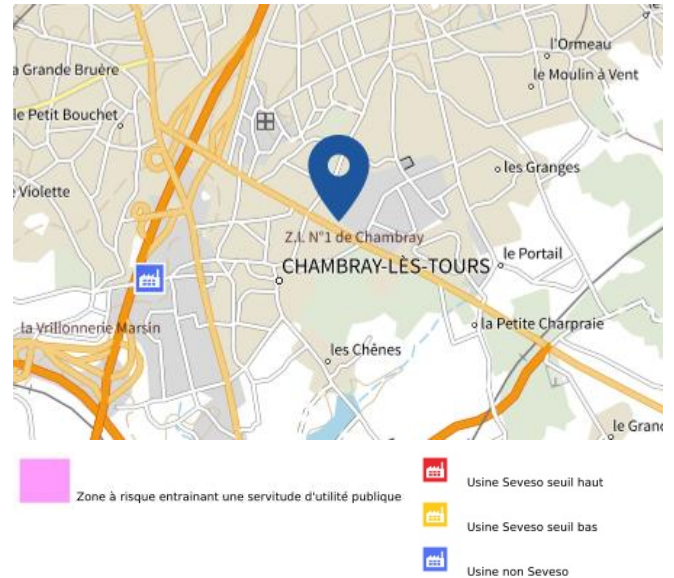 l'Ormeau
a Grande Bruère
le Moulin à Vent
le Petit Bouchet
les Granges
Violette
Z.I. N°1 de Chambray
le Portail
CHAMBRAY-LÈS-TOURS
la Vrillonnerie Marsin
la Petite Charpraie
les Chênes
le Grand
Zone à risque entrainant une servitude d'utilité publique
Usine Seveso seuil haut
Usine Seveso seuil bas
Usine non Seveso